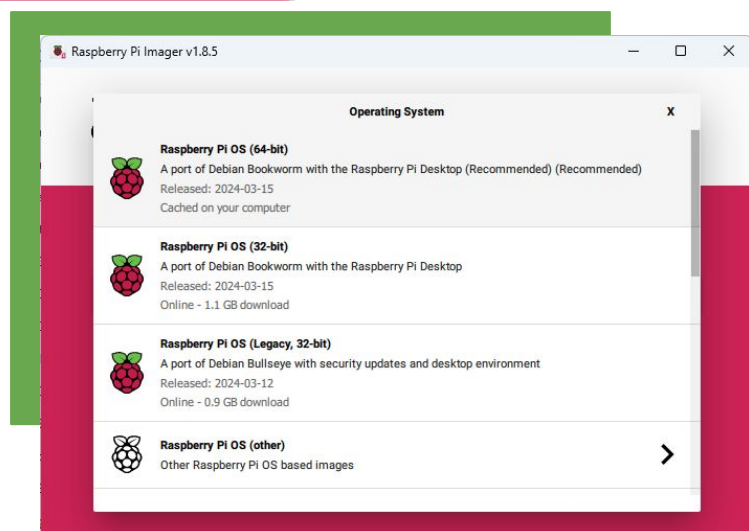 Raspberry Pi Imager v1.8.5
Operating System X
Raspberry Pi OS (64-bit)
A port of Debian Bookworm with the Raspberry Pi Desktop (Recommended) (Recommended)
Released: 2024-03-15
Cached on your computer
Raspberry Pi OS (32-bit)
A port of Debian Bookworm with the Raspberry Pi Desktop
Released: 2024-03-15
Online - 1.1 GB download
Raspberry Pi OS (Legacy, 32-bit)
A port of Debian Bullseye with security updates and desktop environment
Released: 2024-03-12
Online - 0.9 GB download
Raspberry Pi OS (other)
Other Raspberry Pi OS based images